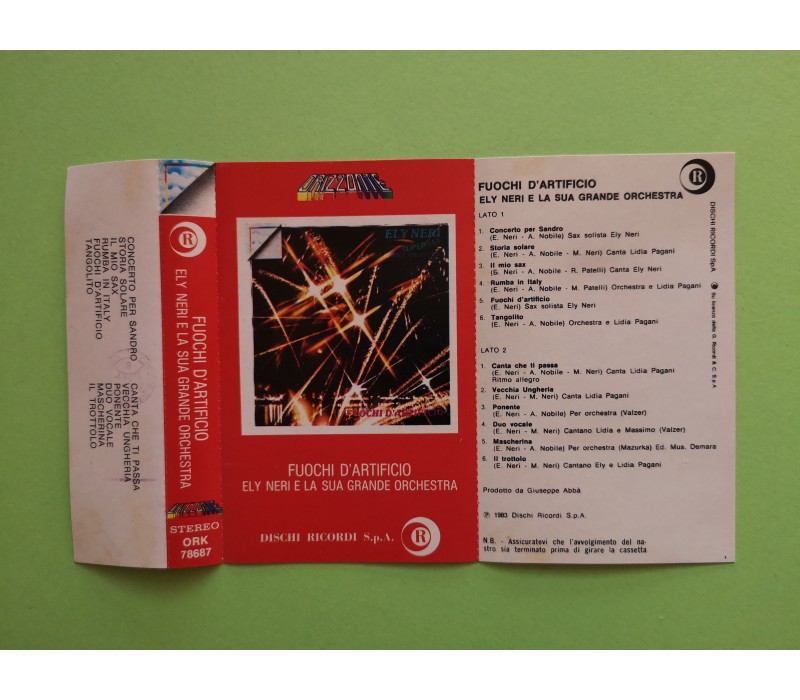 CONCERTO PER SANDRO
STORIA SOLARE
IL MIO SAX
RUMBA IN ITALY
FUOCHI D'ARTIFICIO
TANGOLITO
CANTA CHE TI PASSA
VECCHIA UNGHERIA
PONENTE
DUO VOCALE
MASCHERINA
IL TROTTOLO
R
FUOCHI D'ARTIFICIO
ELY NERI E LA SUA GRANDE ORCHESTRA
ORIZZONTE
STEREO
ORK
78687
ORIZZONTE
ELY NERI
FUOCHI D'ARTIFICIO
FUOCHI D'ARTIFICIO
ELY NERI E LA SUA GRANDE ORCHESTRA
DISCHI RICORDI S.p.A.
R
FUOCHI D'ARTIFICIO
ELY NERI E LA SUA GRANDE ORCHESTRA
LATO 1
1. Concerto per Sandro
(E. Neri - A. Nobile) Sax solista Ely Neri
2. Storia solare
(E. Neri - A. Nobile - M. Neri) Canta Lidia Pagani
3. Il mio sax
(G. Neri - A. Nobile - R. Patelli) Canta Ely Neri
4. Rumba in Italy
(E. Neri - A. Nobile - M. Patelli) Orchestra e Lidia Pagani
5. Fuochi d'artificio
(E. Neri - A. Nobile) Sax solista Ely Neri
6. Tangolito
(E. Neri - A. Nobile) Orchestra e Lidia Pagani
LATO 2
1. Canta che ti passa
(E. Neri - A. Nobile - M. Neri) Canta Lidia Pagani
Ritmo allegro
2. Vecchia Ungheria
(E. Neri - M. Neri) Canta Lidia Pagani
3. Ponente
(E. Neri - A. Nobile) Per orchestra (Valzer)
4. Duo vocale
(E. Neri - M. Neri) Cantano Lidia e Massimo (Valzer)
5. Mascherina
(E. Neri - A. Nobile) Per orchestra (Mazurka) Ed. Mus. Demara
6. Il trottolo
(E. Neri - M. Neri) Cantano Ely e Lidia Pagani
Prodotto da Giuseppe Abbà
℗ 1983 Dischi Ricordi S.p.A.
N.B. - Assicuratevi che l'avvolgimento del na-
stro sia terminato prima di girare la cassetta
R
DISCHI RICORDI SpA
Su licenza della G. Ricordi & C. S.p.A